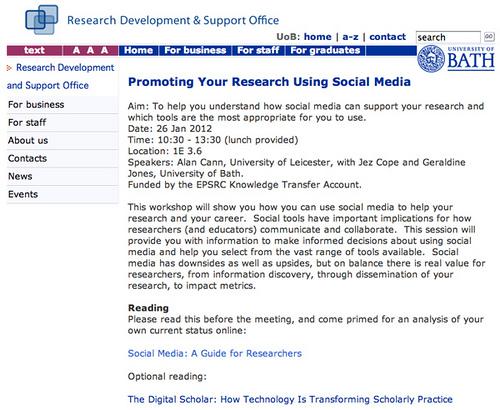 Research Development & Support Office
UoB: home | a-z | contact
search
GO
text
A A A
Home
For business
For staff
For graduates
UNIVERSITY OF
BATH
> Research Development
and Support Office
For business
For staff
About us
Contacts
News
Events
Promoting Your Research Using Social Media
Aim: To help you understand how social media can support your research and
which tools are the most appropriate for you to use.
Date: 26 Jan 2012
Time: 10:30 - 13:30 (lunch provided)
Location: 1E 3.6
Speakers: Alan Cann, University of Leicester, with Jez Cope and Geraldine
Jones, University of Bath.
Funded by the EPSRC Knowledge Transfer Account.
This workshop will show you how you can use social media to help your
research and your career.  Social tools have important implications for how
researchers (and educators) communicate and collaborate.  This session will
provide you with information to make informed decisions about using social
media and help you select from the vast range of tools available.  Social
media has downsides as well as upsides, but on balance there is real value for
researchers, from information discovery, through dissemination of your
research, to impact metrics.
Reading
Please read this before the meeting, and come primed for an analysis of your
own current status online:
Social Media: A Guide for Researchers
Optional reading:
The Digital Scholar: How Technology Is Transforming Scholarly Practice